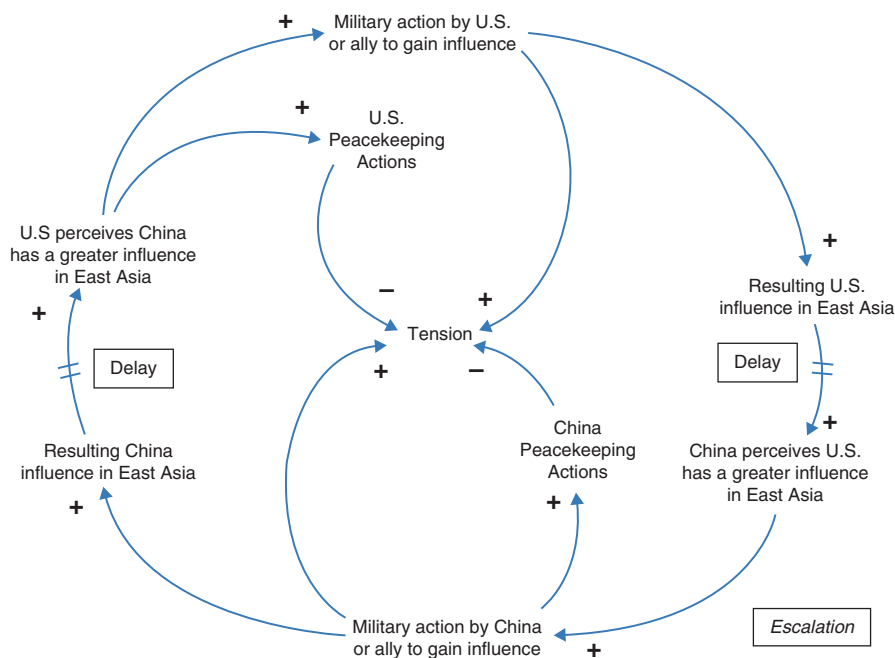 Military action by U.S.
or ally to gain influence
+
+
U.S.
Peacekeeping
Actions
U.S perceives China
has a greater influence
in East Asia
+
Resulting U.S.
influence in East Asia
+
–
+
Tension
+
–
Delay
Delay
+
Resulting China
influence in East Asia
+
China
Peacekeeping
Actions
+
China perceives U.S.
has a greater influence
in East Asia
Military action by China
or ally to gain influence
+
Escalation